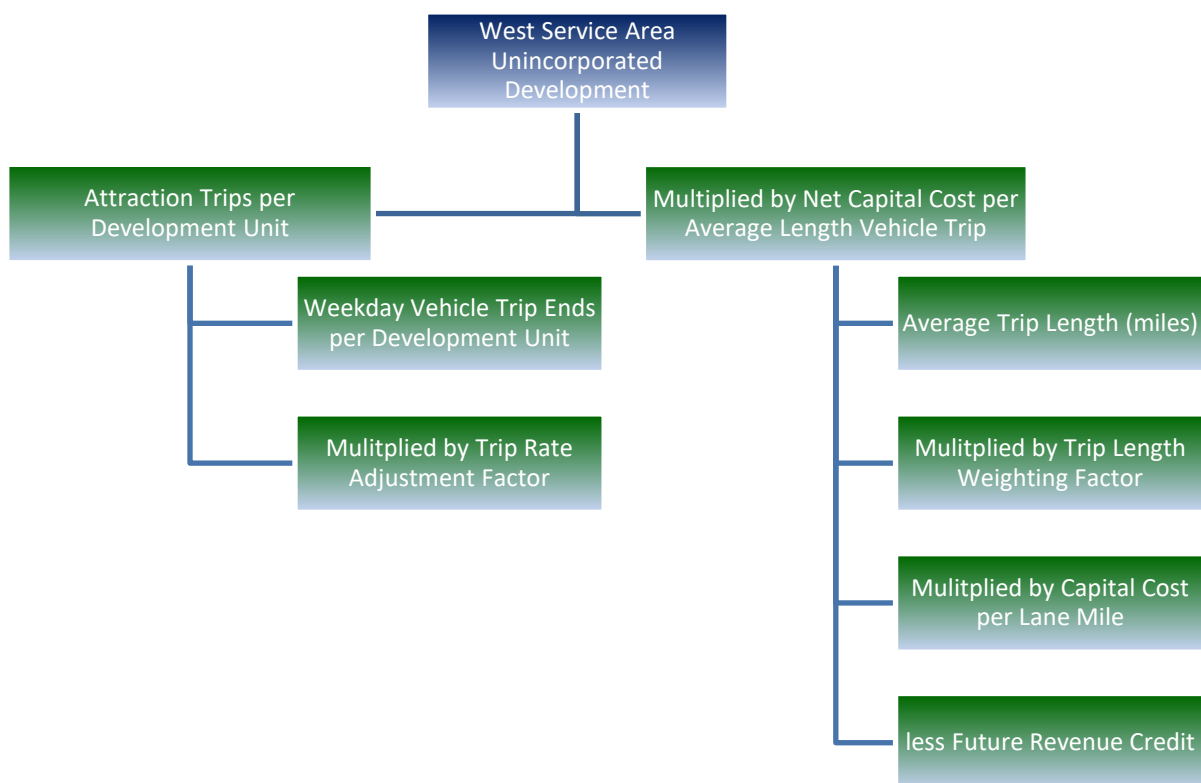 West Service Area
Unincorporated
Development
Attraction Trips per
Development Unit
Multiplied by Net Capital Cost per
Average Length Vehicle Trip
Weekday Vehicle Trip Ends
per Development Unit
Mulitplied by Trip Rate
Adjustment Factor
Average Trip Length (miles)
Mulitplied by Trip Length
Weighting Factor
Mulitplied by Capital Cost
per Lane Mile
less Future Revenue Credit